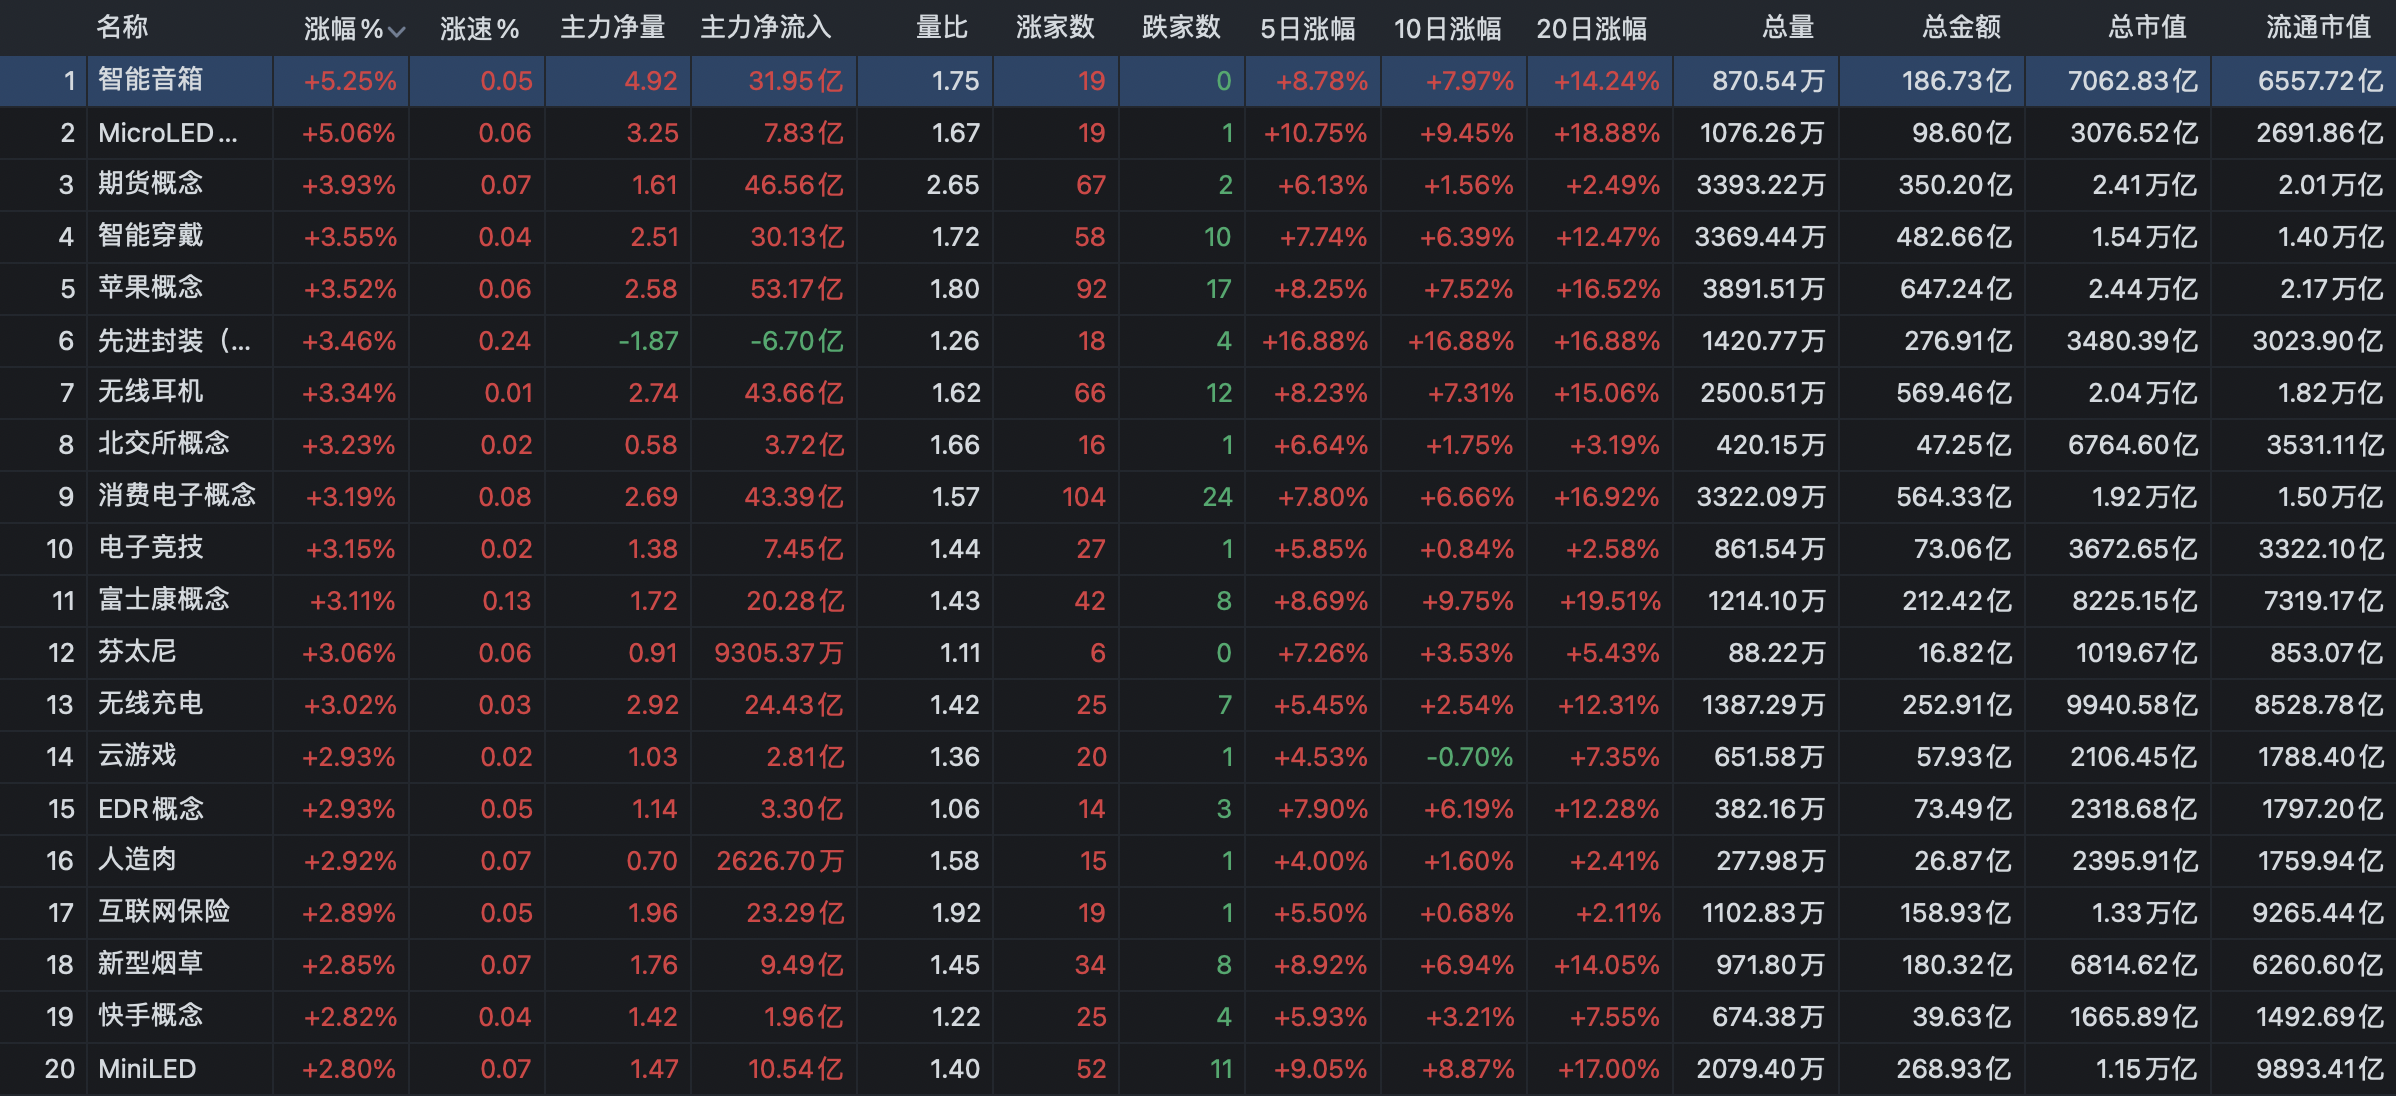 名称 涨幅% 涨速% 主力净量 主力净流入 量比 涨家数 跌家数 5日涨幅 10日涨幅 20日涨幅 总量 总金额 总市值 流通市值
1 智能音箱 +5.25% 0.05 4.92 31.95亿 1.75 19 0 +8.78% +7.97% +14.24% 870.54万 186.73亿 7062.83亿 6557.72亿
2 MicroLED... +5.06% 0.06 3.25 7.83亿 1.67 19 1 +10.75% +9.45% +18.88% 1076.26万 98.60亿 3076.52亿 2691.86亿
3 期货概念 +3.93% 0.07 1.61 46.56亿 2.65 67 2 +6.13% +1.56% +2.49% 3393.22万 350.20亿 2.41万亿 2.01万亿
4 智能穿戴 +3.55% 0.04 2.51 30.13亿 1.72 58 10 +7.74% +6.39% +12.47% 3369.44万 482.66亿 1.54万亿 1.40万亿
5 苹果概念 +3.52% 0.06 2.58 53.17亿 1.80 92 17 +8.25% +7.52% +16.52% 3891.51万 647.24亿 2.44万亿 2.17万亿
6 先进封装（... +3.46% 0.24 -1.87 -6.70亿 1.26 18 4 +16.88% +16.88% +16.88% 1420.77万 276.91亿 3480.39亿 3023.90亿
7 无线耳机 +3.34% 0.01 2.74 43.66亿 1.62 66 12 +8.23% +7.31% +15.06% 2500.51万 569.46亿 2.04万亿 1.82万亿
8 北交所概念 +3.23% 0.02 0.58 3.72亿 1.66 16 1 +6.64% +1.75% +3.19% 420.15万 47.25亿 6764.60亿 3531.11亿
9 消费电子概念 +3.19% 0.08 2.69 43.39亿 1.57 104 24 +7.80% +6.66% +16.92% 3322.09万 564.33亿 1.92万亿 1.50万亿
10 电子竞技 +3.15% 0.02 1.38 7.45亿 1.44 27 1 +5.85% +0.84% +2.58% 861.54万 73.06亿 3672.65亿 3322.10亿
11 富士康概念 +3.11% 0.13 1.72 20.28亿 1.43 42 8 +8.69% +9.75% +19.51% 1214.10万 212.42亿 8225.15亿 7319.17亿
12 芬太尼 +3.06% 0.06 0.91 9305.37万 1.11 6 0 +7.26% +3.53% +5.43% 88.22万 16.82亿 1019.67亿 853.07亿
13 无线充电 +3.02% 0.03 2.92 24.43亿 1.42 25 7 +5.45% +2.54% +12.31% 1387.29万 252.91亿 9940.58亿 8528.78亿
14 云游戏 +2.93% 0.02 1.03 2.81亿 1.36 20 1 +4.53% -0.70% +7.35% 651.58万 57.93亿 2106.45亿 1788.40亿
15 EDR概念 +2.93% 0.05 1.14 3.30亿 1.06 14 3 +7.90% +6.19% +12.28% 382.16万 73.49亿 2318.68亿 1797.20亿
16 人造肉 +2.92% 0.07 0.70 2626.70万 1.58 15 1 +4.00% +1.60% +2.41% 277.98万 26.87亿 2395.91亿 1759.94亿
17 互联网保险 +2.89% 0.05 1.96 23.29亿 1.92 19 1 +5.50% +0.68% +2.11% 1102.83万 158.93亿 1.33万亿 9265.44亿
18 新型烟草 +2.85% 0.07 1.76 9.49亿 1.45 34 8 +8.92% +6.94% +14.05% 971.80万 180.32亿 6814.62亿 6260.60亿
19 快手概念 +2.82% 0.04 1.42 1.96亿 1.22 25 4 +5.93% +3.21% +7.55% 674.38万 39.63亿 1665.89亿 1492.69亿
20 MiniLED +2.80% 0.07 1.47 10.54亿 1.40 52 11 +9.05% +8.87% +17.00% 2079.40万 268.93亿 1.15万亿 9893.41亿